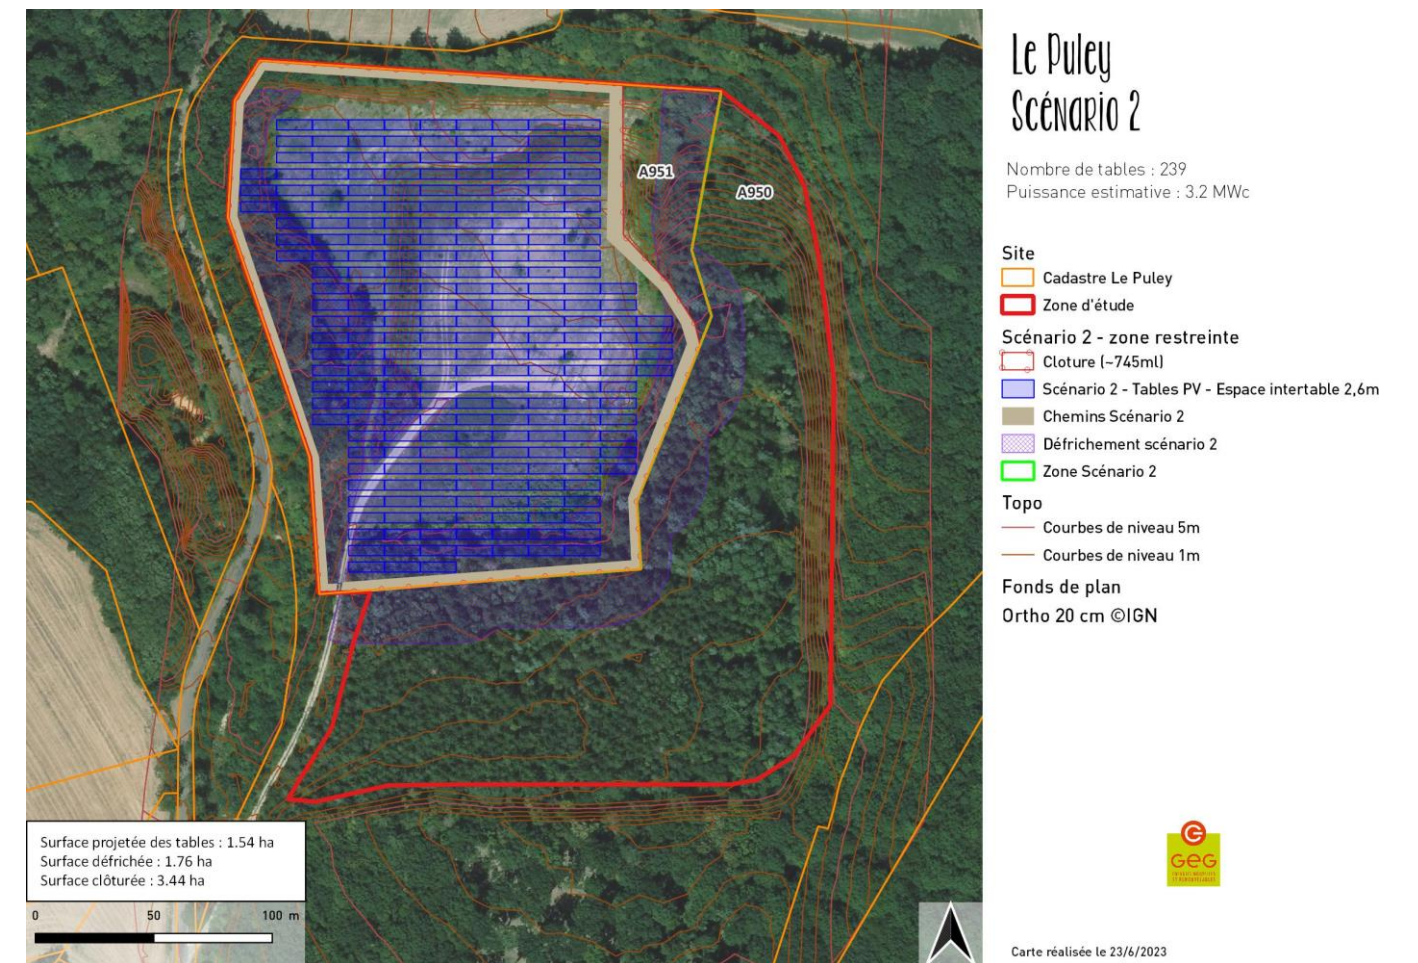 Le Puley
Scénario 2
Nombre de tables : 239
Puissance estimative : 3.2 MWc
A951
A950
Site
Cadastre Le Puley
Zone d'étude
Scénario 2 - zone restreinte
Cloture (~745ml)
Scénario 2 - Tables PV - Espace intertable 2,6m
Chemins Scénario 2
Défrichement scénario 2
Zone Scénario 2
Topo
Courbes de niveau 5m
Courbes de niveau 1m
Fonds de plan
Ortho 20 cm ©IGN
Surface projetée des tables : 1.54 ha
Surface défrichée : 1.76 ha
Surface clôturée : 3.44 ha
0 50 100 m
GEG
Carte réalisée le 23/6/2023